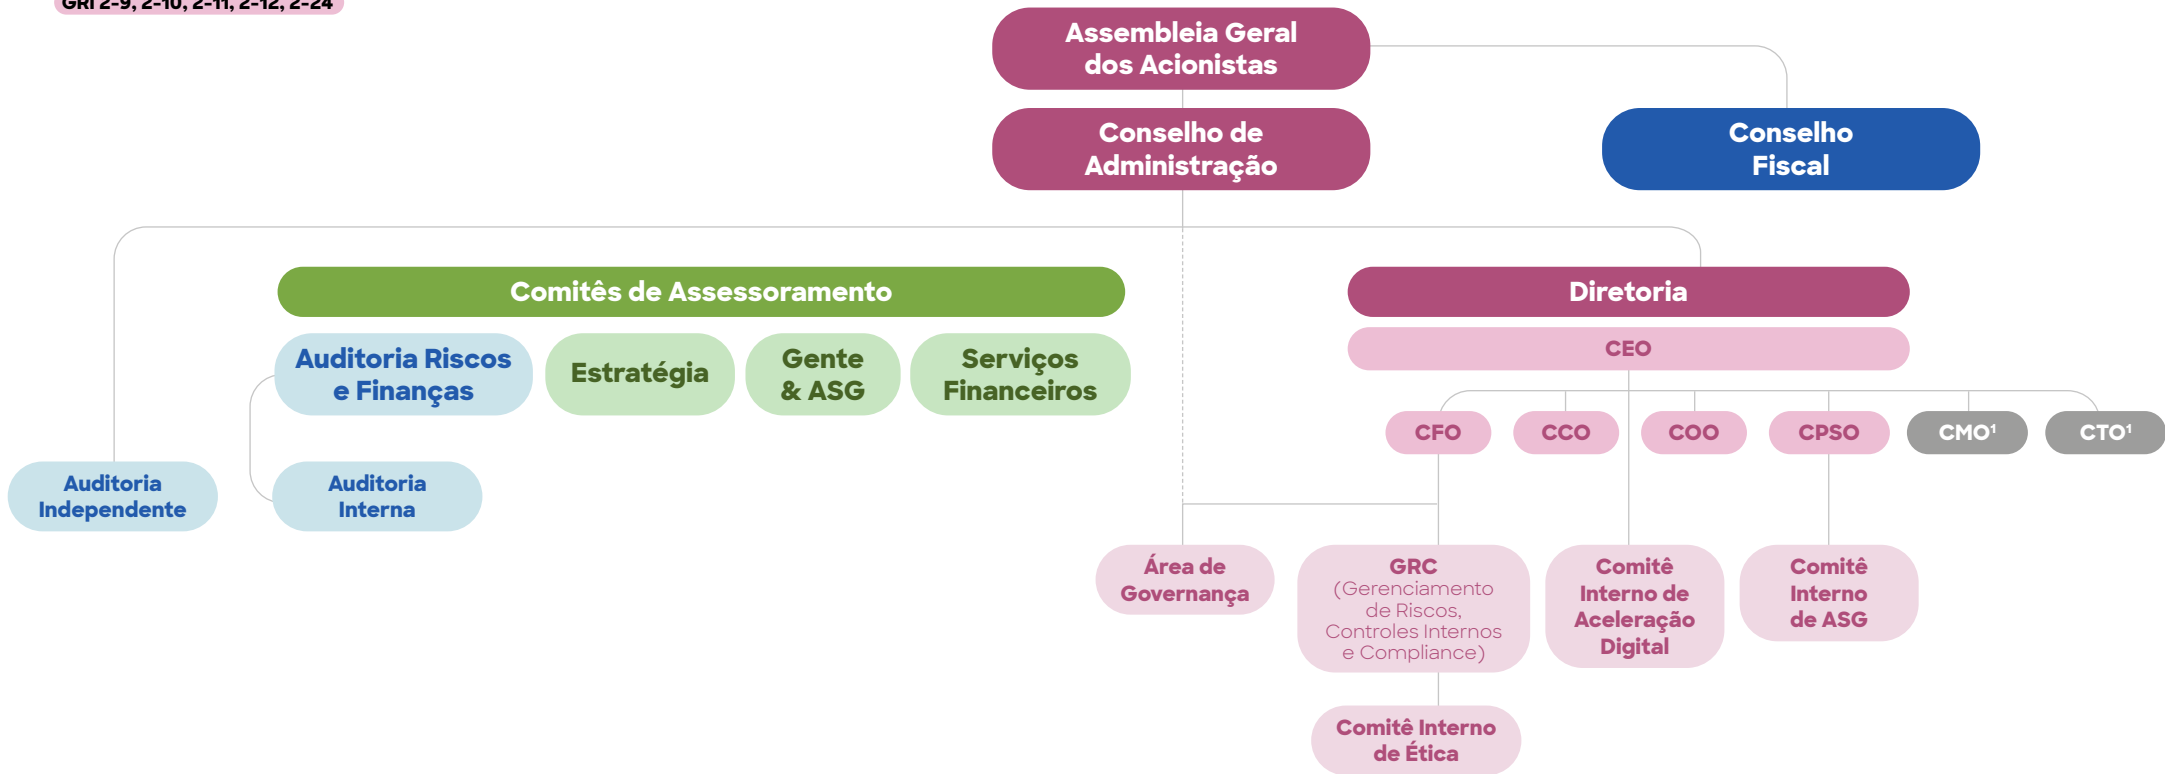 GRI 2-9, 2-10, 2-11, 2-12, 2-24
Assembleia Geral
dos Acionistas
Conselho de
Administração
Conselho
Fiscal
Comitês de Assessoramento
Diretoria
Auditoria Riscos
e Finanças
Estratégia
Gente
& ASG
Serviços
Financeiros
CEO
CFO
CCO
COO
CPSO
CMO¹
CTO¹
Auditoria
Independente
Auditoria
Interna
Área de
Governança
GRC
(Gerenciamento
de Riscos,
Controles Internos
e Compliance)
Comitê
Interno de
Aceleração
Digital
Comitê
Interno
de ASG
Comitê Interno
de Ética